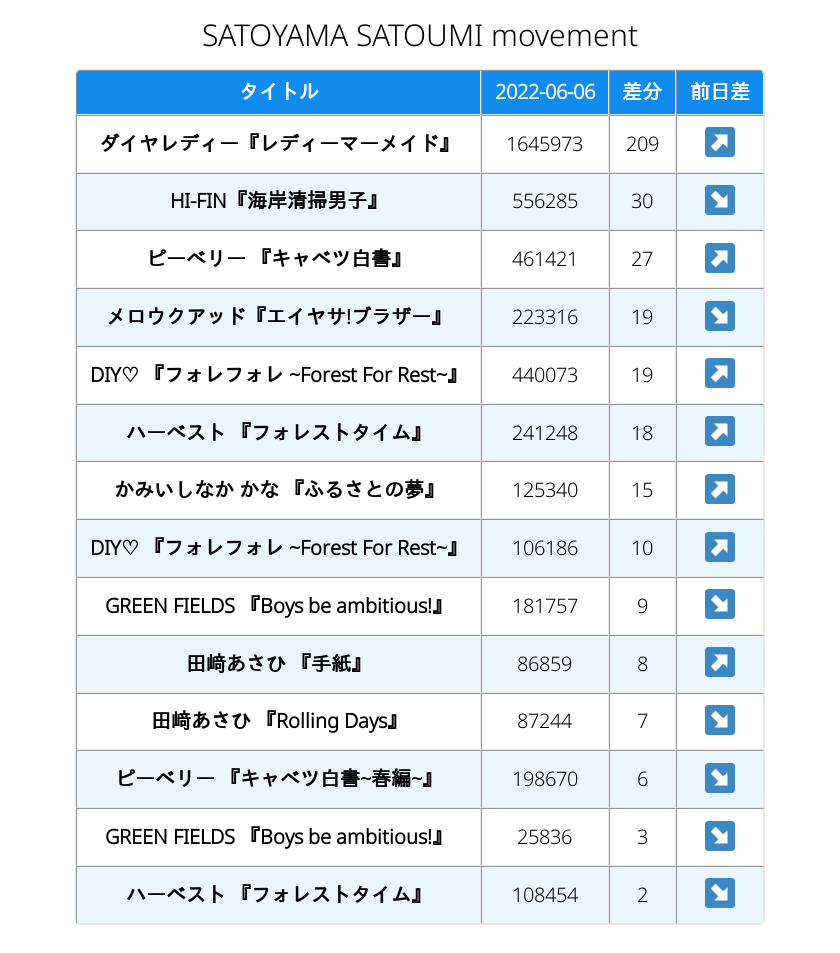 SATOYAMA SATOUMI movement
タイトル 2022-06-06 差分 前日差
ダイヤレディー『レディーマーメイド』 1645973 209 ↗
HI-FIN『海岸清掃男子』 556285 30 ↘
ピーベリー 『キャベツ白書』 461421 27 ↗
メロウクアッド『エイヤサ!ブラザー』 223316 19 ↘
DIY♡ 『フォレフォレ ~Forest For Rest~』 440073 19 ↗
ハーベスト 『フォレストタイム』 241248 18 ↗
かみいしなか かな 『ふるさとの夢』 125340 15 ↗
DIY♡ 『フォレフォレ ~Forest For Rest~』 106186 10 ↗
GREEN FIELDS 『Boys be ambitious!』 181757 9 ↘
田﨑あさひ 『手紙』 86859 8 ↗
田﨑あさひ 『Rolling Days』 87244 7 ↘
ピーベリー 『キャベツ白書~春編~』 198670 6 ↘
GREEN FIELDS 『Boys be ambitious!』 25836 3 ↘
ハーベスト 『フォレストタイム』 108454 2 ↘